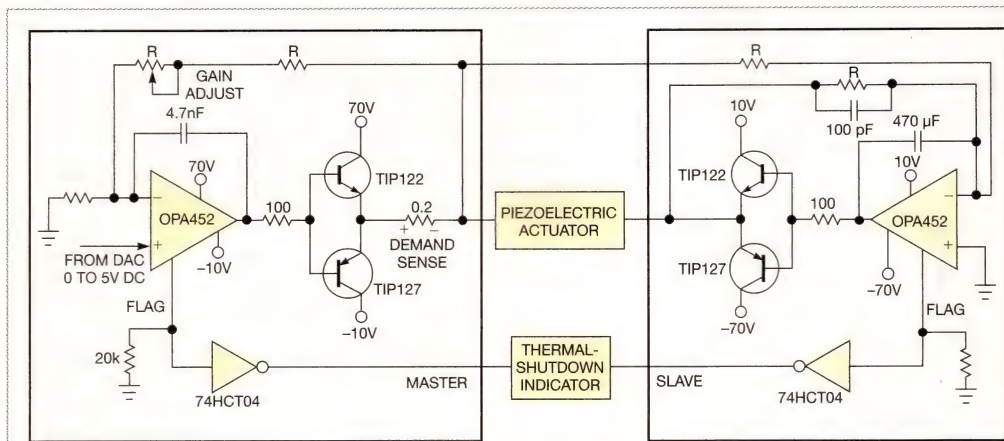 R
R
GAIN
ADJUST
4.7nF
70V
70V
TIP122
OPA452
100
0.2
+ −
DEMAND
SENSE
−
+
FROM DAC
0 TO 5V DC
−10V
TIP127
−10V
FLAG
20k
74HCT04
MASTER
PIEZOELECTRIC
ACTUATOR
THERMAL-
SHUTDOWN
INDICATOR
R
R
100 pF
470 µF
10V
10V
TIP122
100
OPA452
−
+
TIP127
−70V
−70V
FLAG
SLAVE
74HCT04